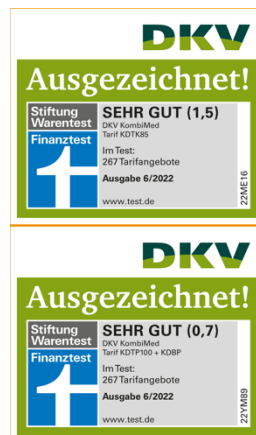 DKV
Ausgezeichnet!
Stiftung
Warentest
Finanztest
SEHR GUT (1,5)
DKV KombiMed
Tarif KDTK85
Im Test:
267 Tarifangebote
Ausgabe 6/2022
www.test.de
22ME16
DKV
Ausgezeichnet!
Stiftung
Warentest
Finanztest
SEHR GUT (0,7)
DKV KombiMed
Tarif KDTP100 + KDBP
Im Test:
267 Tarifangebote
Ausgabe 6/2022
www.test.de
22YM89